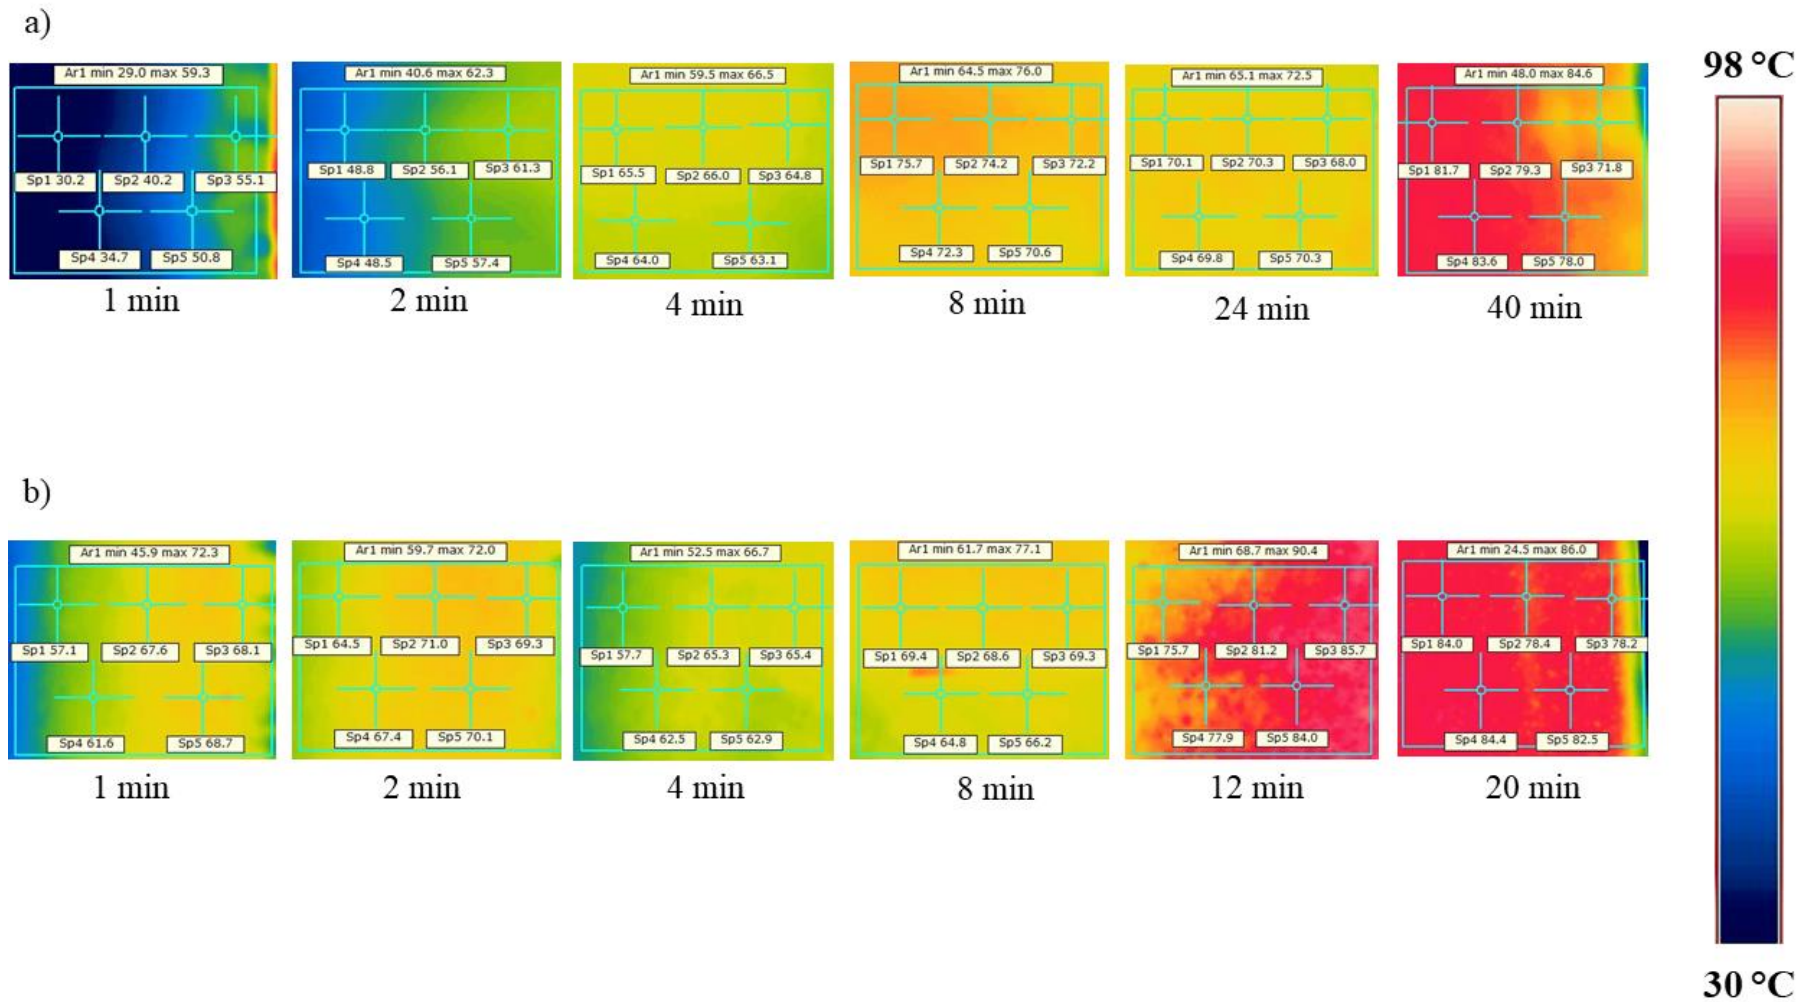 a)
98 °C
Ar1 min 29.0 max 59.3
Ar1 min 40.6 max 62.3
Ar1 min 59.5 max 66.5
Ar1 min 64.5 max 76.0
Ar1 min 65.1 max 72.5
Ar1 min 48.0 max 84.6
Sp1 30.2 Sp2 40.2 Sp3 55.1
Sp1 48.8 Sp2 56.1 Sp3 61.3
Sp1 65.5 Sp2 66.0 Sp3 64.8
Sp1 75.7 Sp2 74.2 Sp3 72.2
Sp1 70.1 Sp2 70.3 Sp3 68.0
Sp1 81.7 Sp2 79.3 Sp3 71.8
Sp4 34.7 Sp5 50.8
Sp4 48.5 Sp5 57.4
Sp4 64.0 Sp5 63.1
Sp4 72.3 Sp5 70.6
Sp4 69.8 Sp5 70.3
Sp4 83.6 Sp5 78.0
1 min
2 min
4 min
8 min
24 min
40 min
b)
Ar1 min 45.9 max 72.3
Ar1 min 59.7 max 72.0
Ar1 min 52.5 max 66.7
Ar1 min 61.7 max 77.1
Ar1 min 68.7 max 90.4
Ar1 min 24.5 max 86.0
Sp1 57.1 Sp2 67.6 Sp3 68.1
Sp1 64.5 Sp2 71.0 Sp3 69.3
Sp1 57.7 Sp2 65.3 Sp3 65.4
Sp1 69.4 Sp2 68.6 Sp3 69.3
Sp1 75.7 Sp2 81.2 Sp3 85.7
Sp1 84.0 Sp2 78.4 Sp3 78.2
Sp4 61.6 Sp5 68.7
Sp4 67.4 Sp5 70.1
Sp4 62.5 Sp5 62.9
Sp4 64.8 Sp5 66.2
Sp4 77.9 Sp5 84.0
Sp4 84.4 Sp5 82.5
1 min
2 min
4 min
8 min
12 min
20 min
30 °C